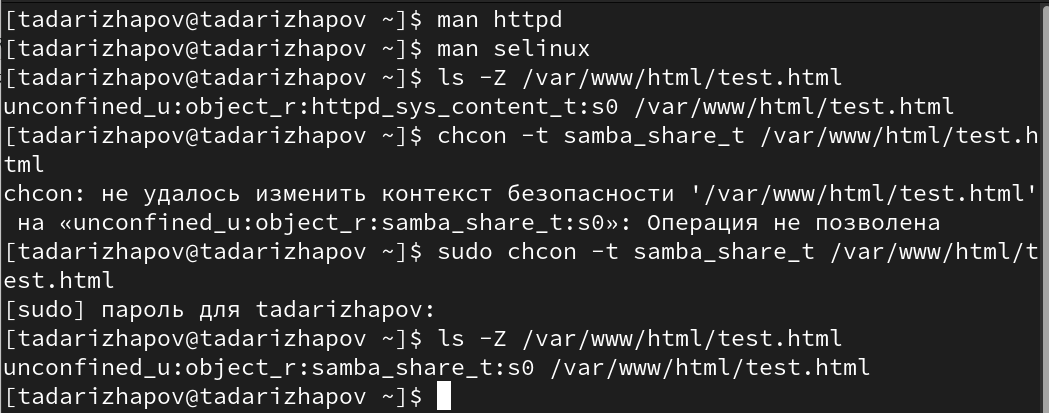 [tadarizhapov@tadarizhapov ~]$ man httpd
[tadarizhapov@tadarizhapov ~]$ man selinux
[tadarizhapov@tadarizhapov ~]$ ls -Z /var/www/html/test.html
unconfined_u:object_r:httpd_sys_content_t:s0 /var/www/html/test.html
[tadarizhapov@tadarizhapov ~]$ chcon -t samba_share_t /var/www/html/test.h
tml
chcon: не удалось изменить контекст безопасности '/var/www/html/test.html'
 на «unconfined_u:object_r:samba_share_t:s0»: Операция не позволена
[tadarizhapov@tadarizhapov ~]$ sudo chcon -t samba_share_t /var/www/html/t
est.html
[sudo] пароль для tadarizhapov:
[tadarizhapov@tadarizhapov ~]$ ls -Z /var/www/html/test.html
unconfined_u:object_r:samba_share_t:s0 /var/www/html/test.html
[tadarizhapov@tadarizhapov ~]$